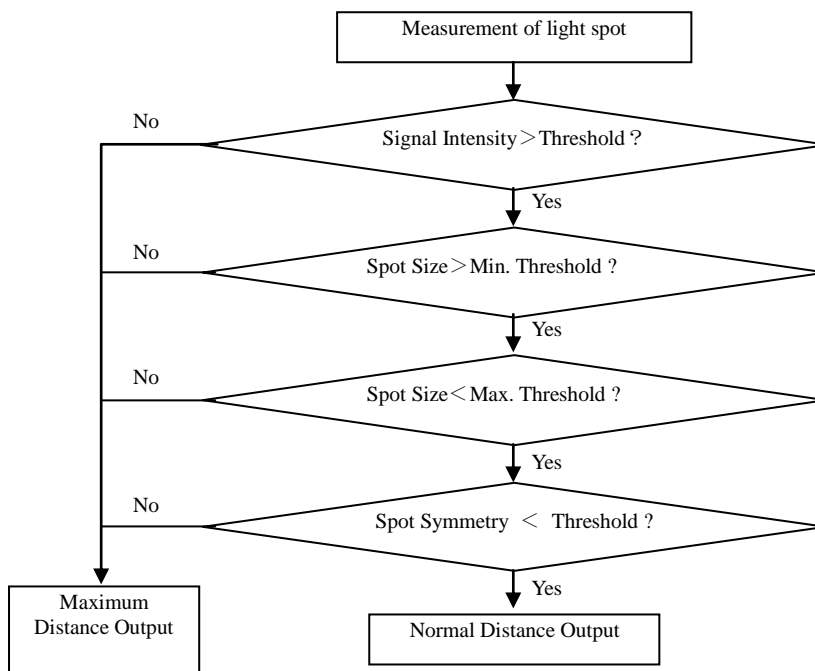 Measurement of light spot
No
Signal Intensity＞Threshold？
Yes
No
Spot Size＞Min. Threshold？
Yes
No
Spot Size＜Max. Threshold？
Yes
No
Spot Symmetry ＜ Threshold？
Yes
Maximum
Distance Output
Normal Distance Output